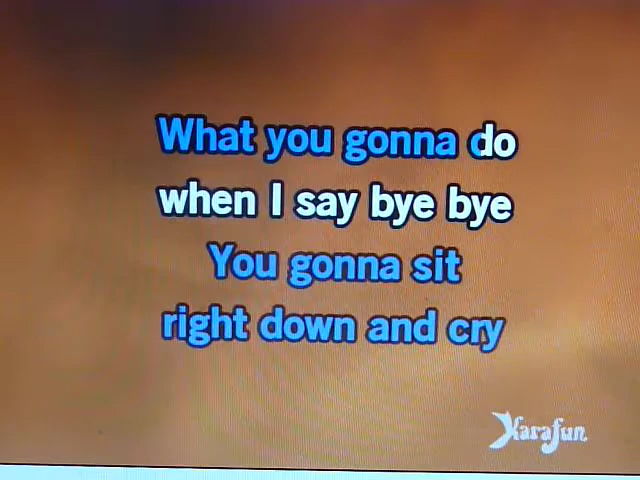 What you gonna do
when I say bye bye
You gonna sit
right down and cry
Karafun